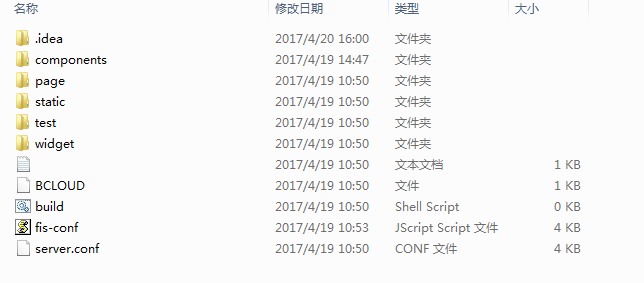 名称 修改日期 类型 大小
.idea 2017/4/20 16:00 文件夹
components 2017/4/19 14:47 文件夹
page 2017/4/19 10:50 文件夹
static 2017/4/19 10:50 文件夹
test 2017/4/19 10:50 文件夹
widget 2017/4/19 10:50 文件夹
2017/4/19 10:50 文本文档 1 KB
BCLOUD 2017/4/19 10:50 文件 1 KB
build 2017/4/19 10:50 Shell Script 0 KB
fis-conf 2017/4/19 10:53 JScript Script 文件 4 KB
server.conf 2017/4/19 10:50 CONF 文件 4 KB